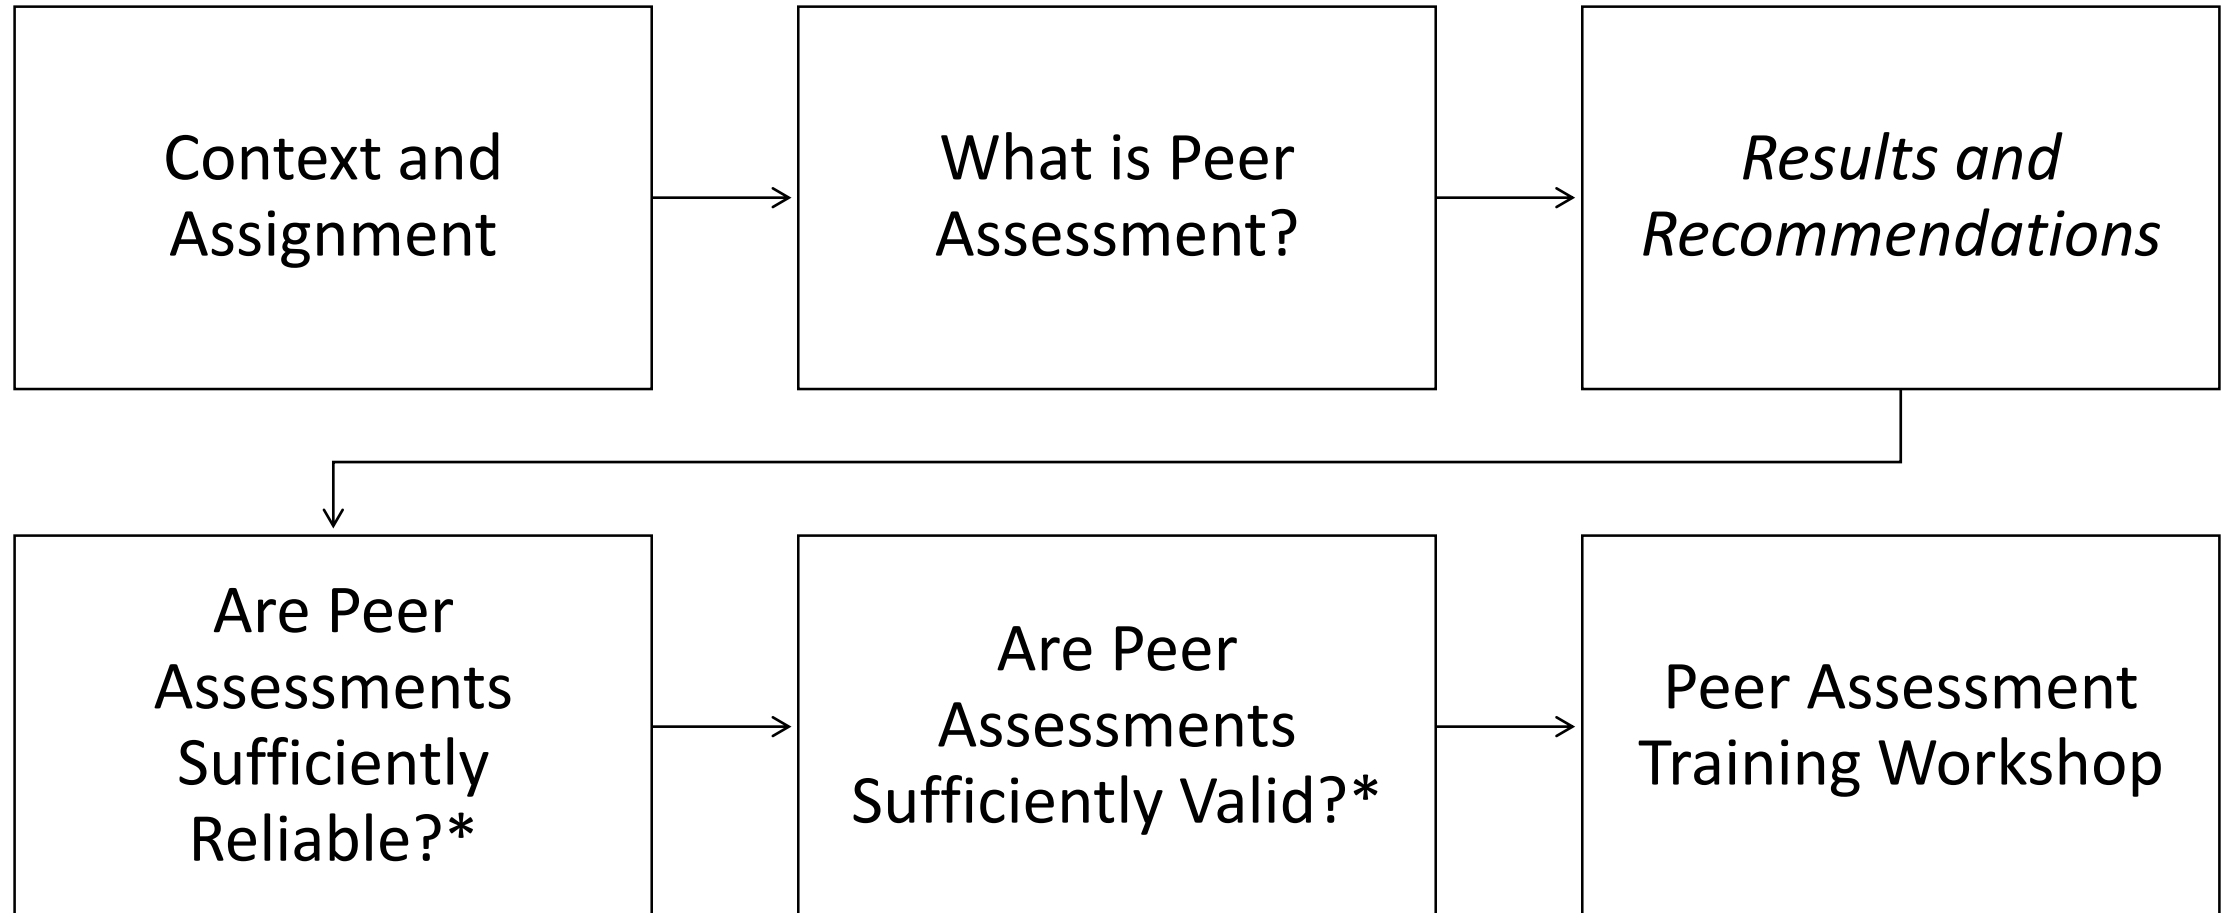 Context and
Assignment
What is Peer
Assessment?
Results and
Recommendations
Are Peer
Assessments
Sufficiently
Reliable?*
Are Peer
Assessments
Sufficiently Valid?*
Peer Assessment
Training Workshop